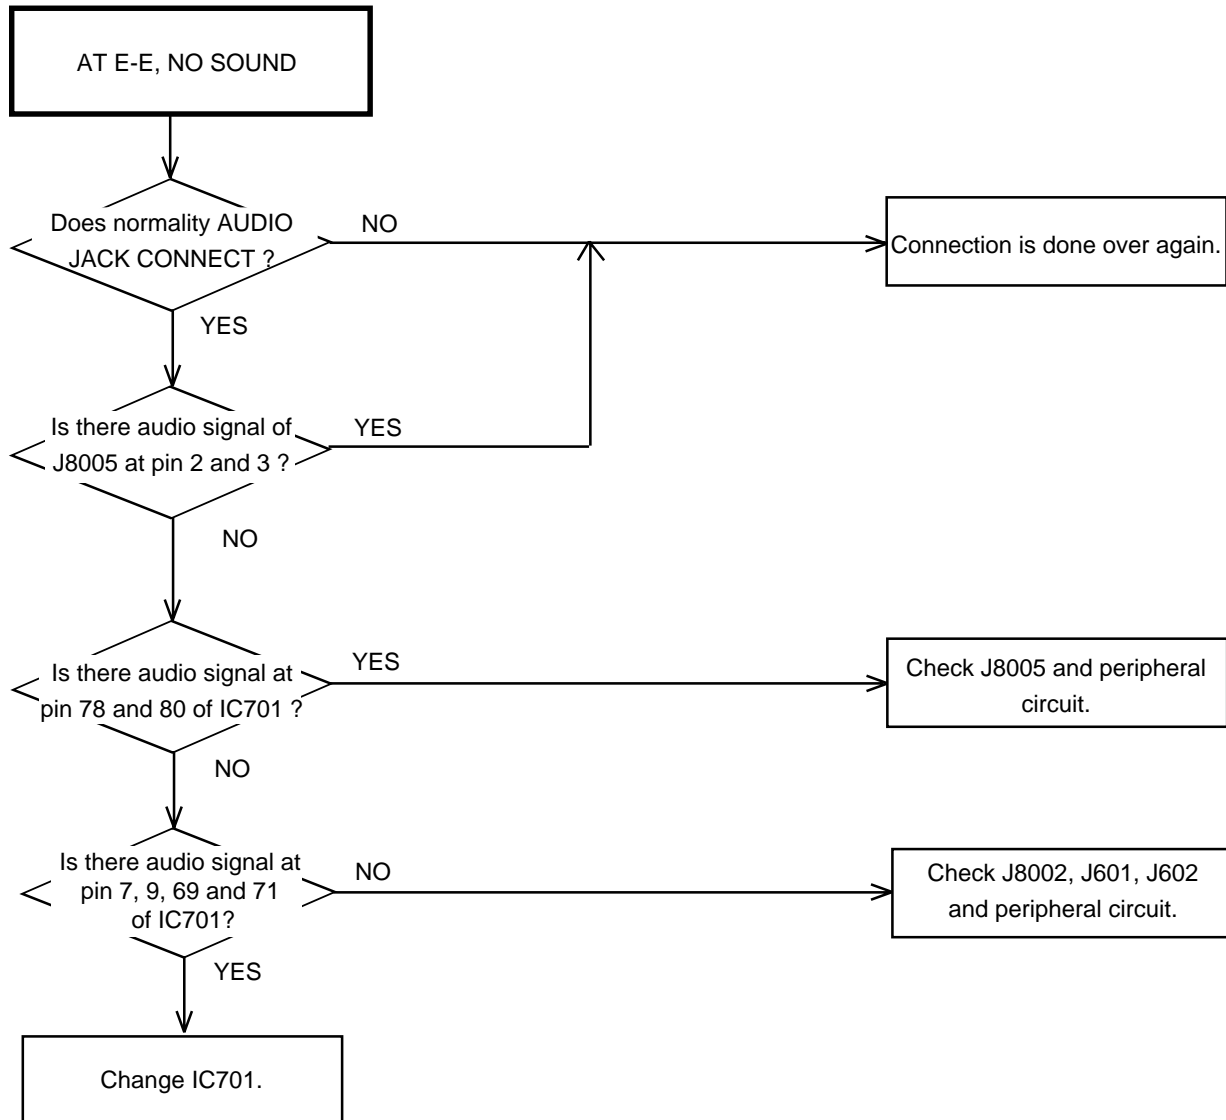 AT E-E, NO SOUND
Does normality AUDIO
JACK CONNECT ?
NO
Connection is done over again.
YES
Is there audio signal of
J8005 at pin 2 and 3 ?
YES
NO
Is there audio signal at
pin 78 and 80 of IC701 ?
YES
Check J8005 and peripheral
circuit.
NO
Is there audio signal at
pin 7, 9, 69 and 71
of IC701?
NO
Check J8002, J601, J602
and peripheral circuit.
YES
Change IC701.